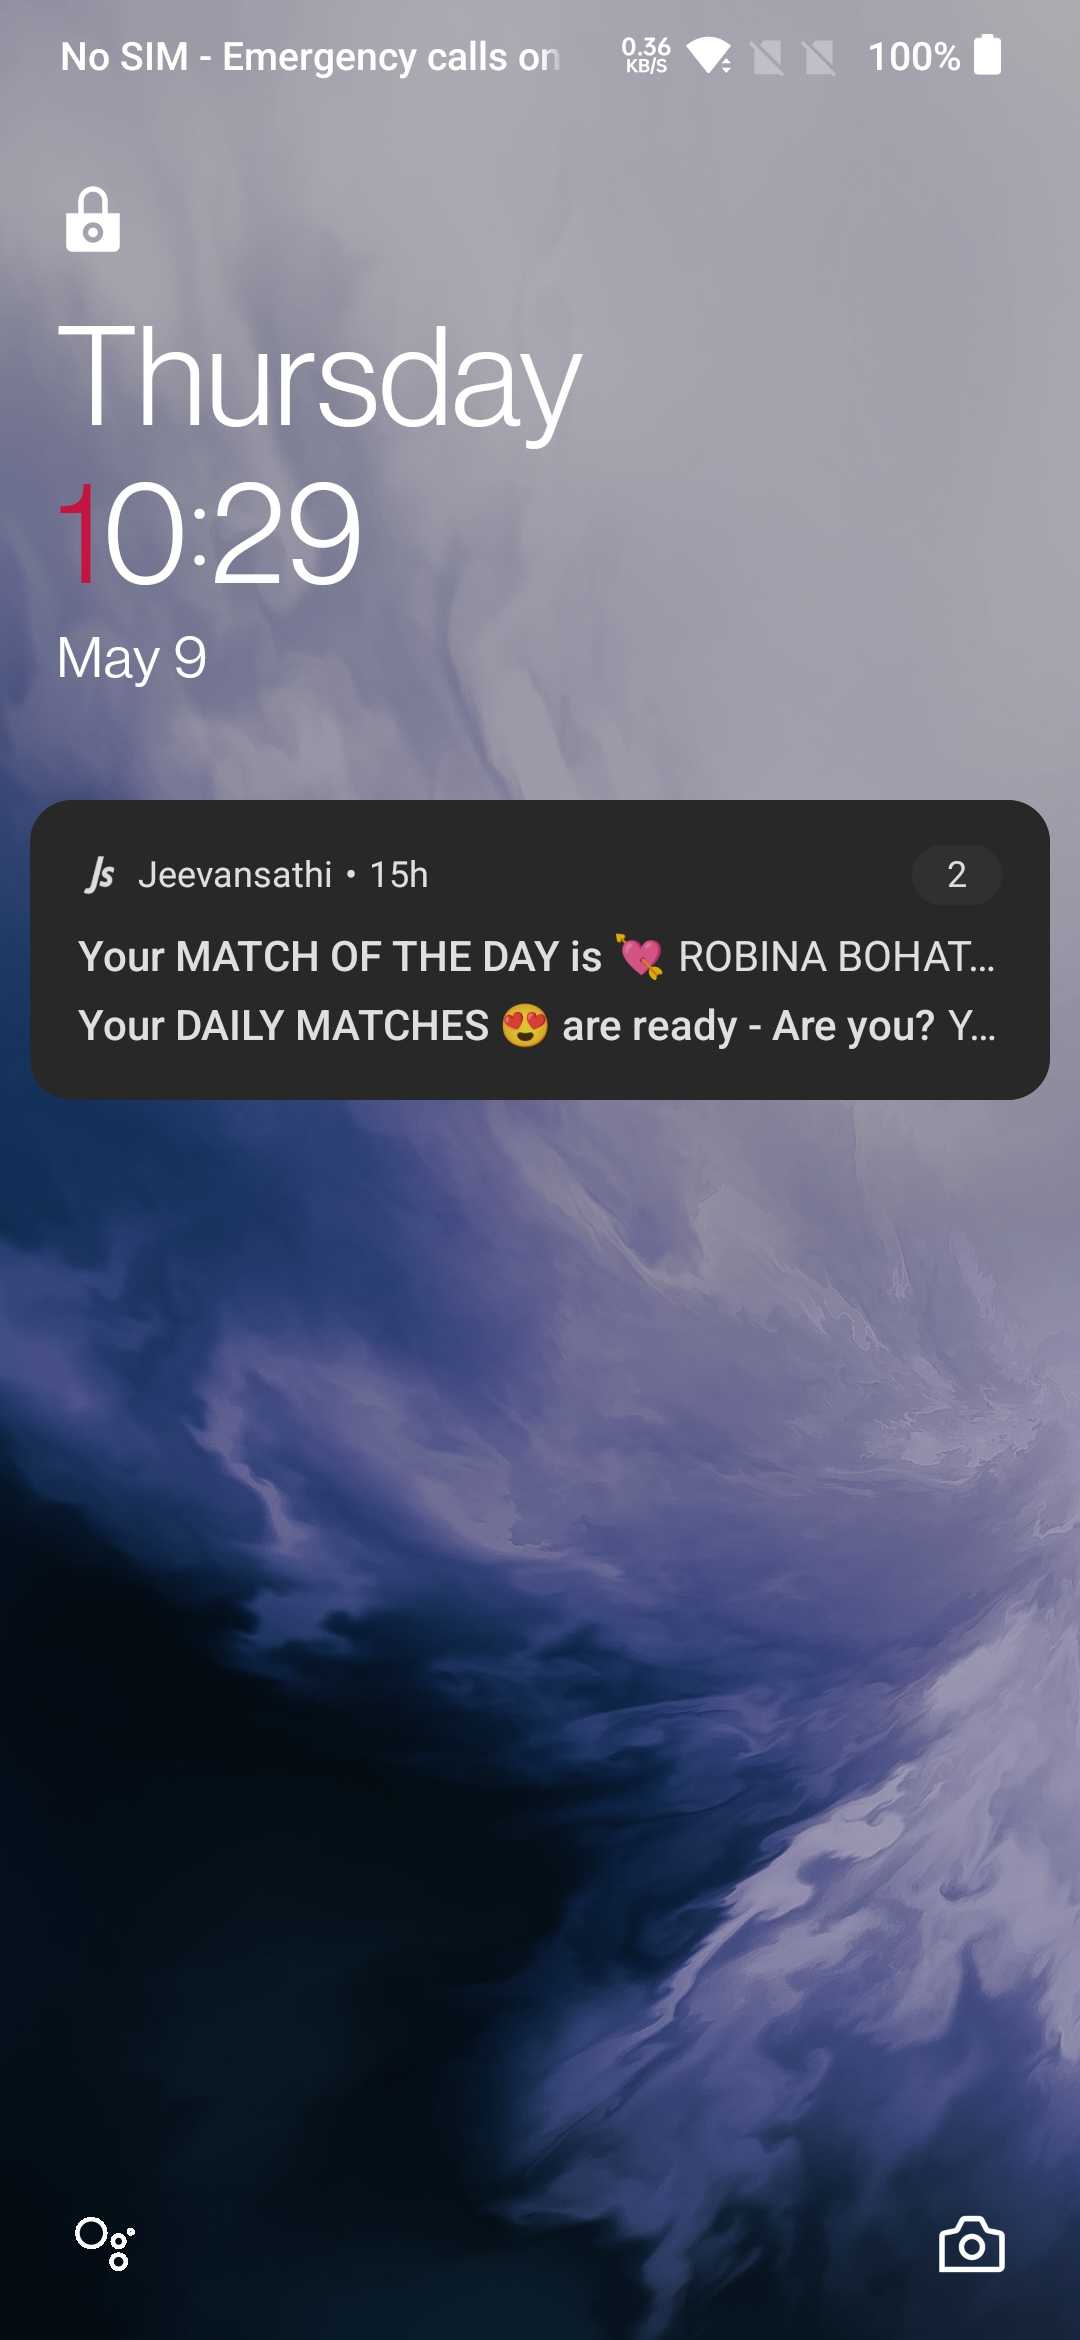 No SIM - Emergency calls on
0.36
KB/S
100%
Thursday
10:29
May 9
Js Jeevansathi • 15h
2
Your MATCH OF THE DAY is 💘 ROBINA BOHAT...
Your DAILY MATCHES 😍 are ready - Are you? Y...